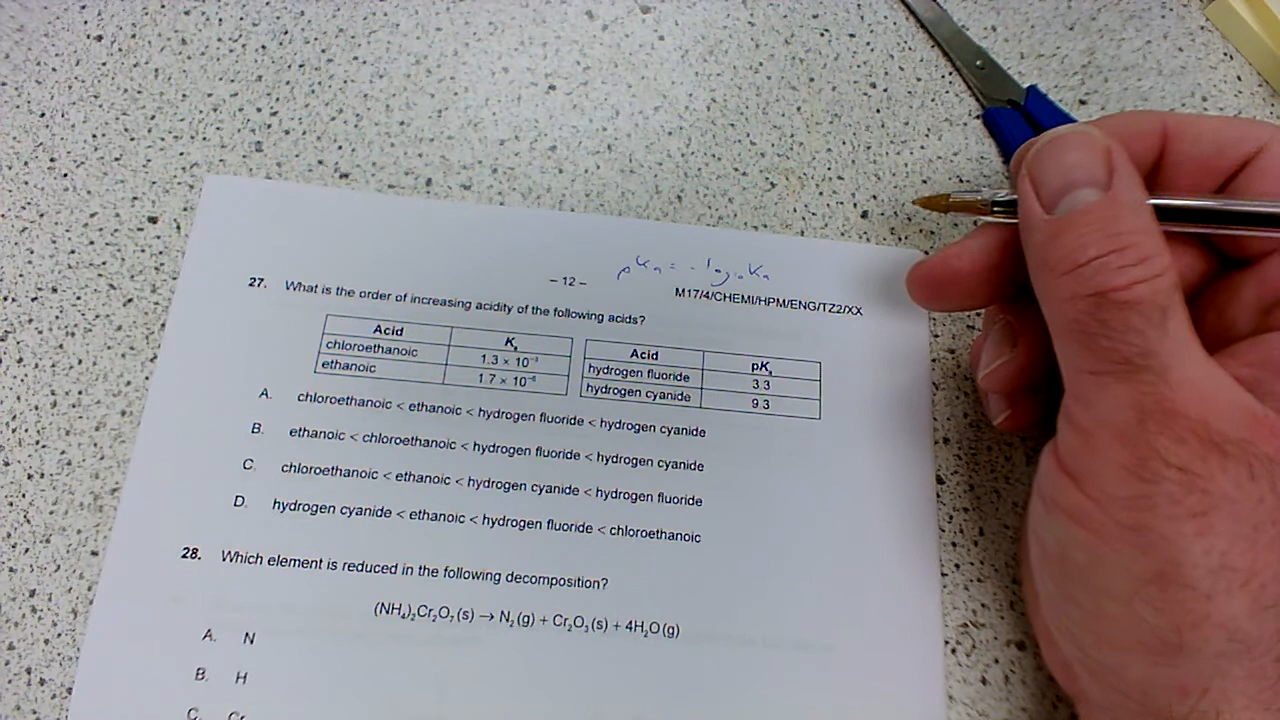 pKa = -log10Ka
– 12 –
M17/4/CHEMI/HPM/ENG/TZ2/XX
27. What is the order of increasing acidity of the following acids?
Acid Ka
chloroethanoic 1.3 × 10⁻³
ethanoic 1.7 × 10⁻⁵
Acid pKa
hydrogen fluoride 3.3
hydrogen cyanide 9.3
A. chloroethanoic < ethanoic < hydrogen fluoride < hydrogen cyanide
B. ethanoic < chloroethanoic < hydrogen fluoride < hydrogen cyanide
C. chloroethanoic < ethanoic < hydrogen cyanide < hydrogen fluoride
D. hydrogen cyanide < ethanoic < hydrogen fluoride < chloroethanoic
28. Which element is reduced in the following decomposition?
(NH₄)₂Cr₂O₇(s) → N₂(g) + Cr₂O₃(s) + 4H₂O(g)
A. N
B. H
C. Cr